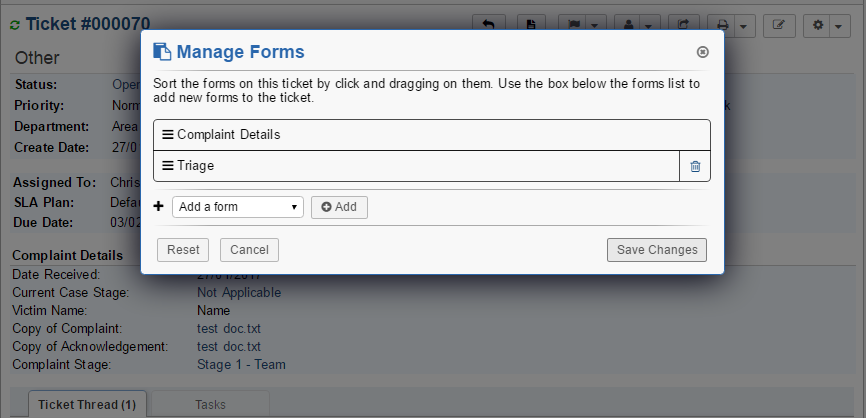 Ticket #000070
Manage Forms
Sort the forms on this ticket by click and dragging on them. Use the box below the forms list to
add new forms to the ticket.
Complaint Details
Triage
Add a form
Add
Reset
Cancel
Save Changes
Other
Status: Open
Priority:
Department: Area
Create Date: 27/0
Assigned To: Chris
SLA Plan:
Due Date: 03/02
Complaint Details
Date Received: 27/01/2017
Current Case Stage: Not Applicable
Victim Name: Name
Copy of Complaint: test doc.txt
Copy of Acknowledgement: test doc.txt
Complaint Stage: Stage 1 - Team
Ticket Thread (1) Tasks